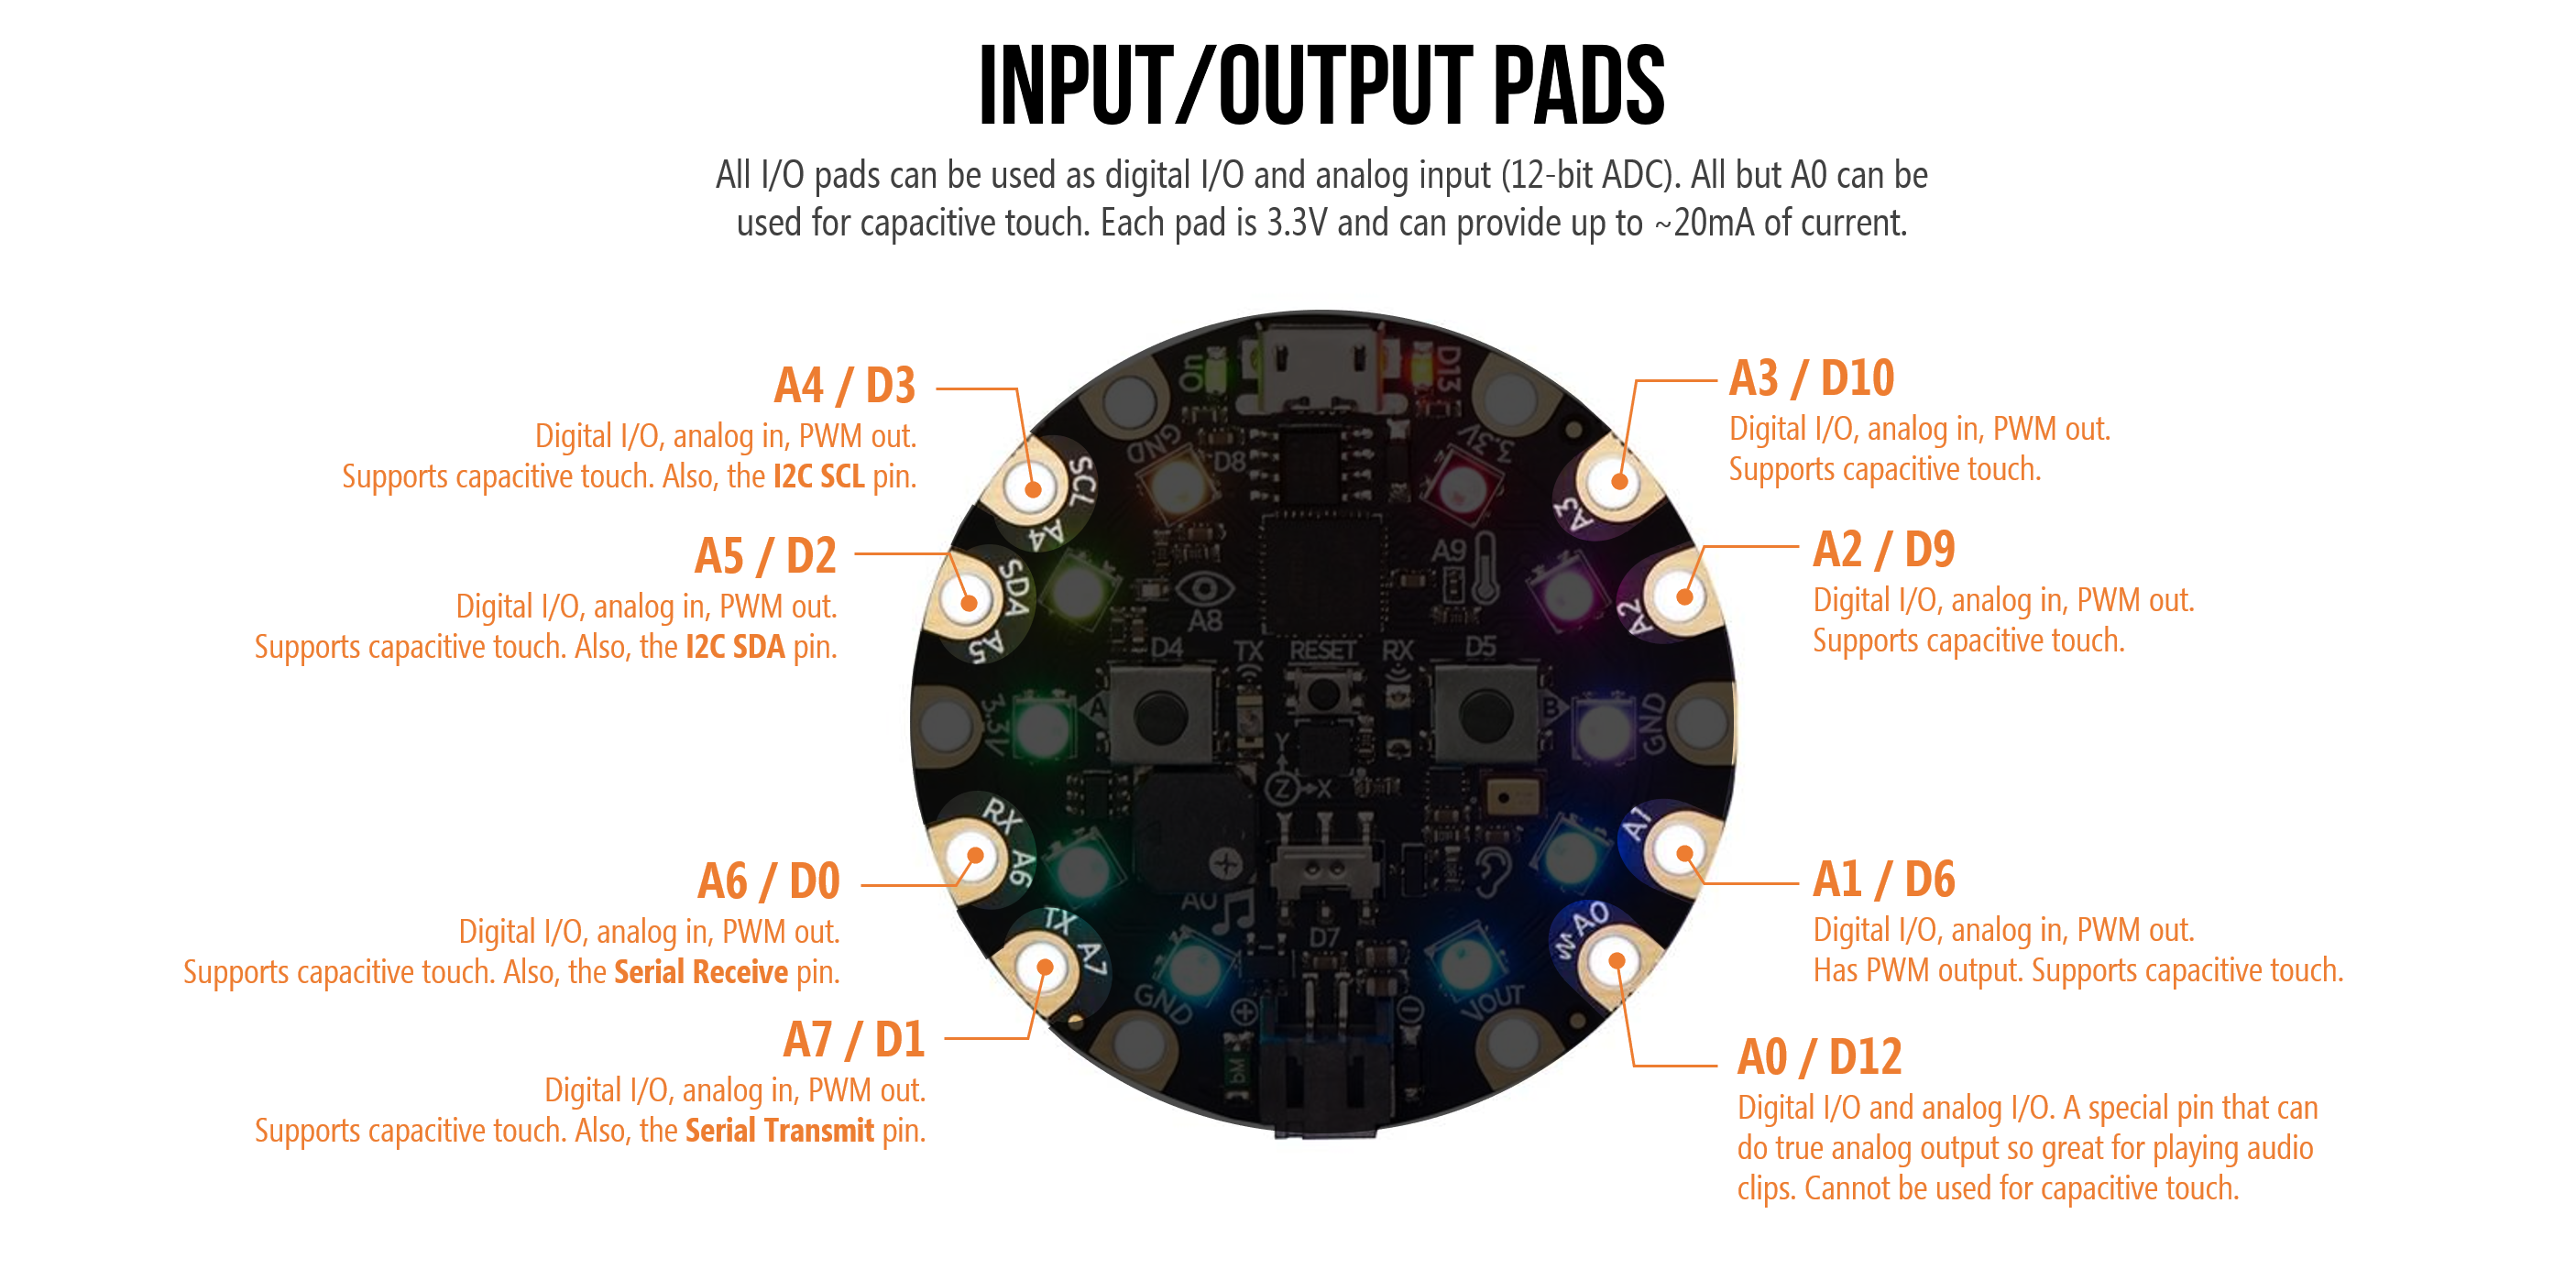 INPUT/OUTPUT PADS
All I/O pads can be used as digital I/O and analog input (12-bit ADC). All but A0 can be
used for capacitive touch. Each pad is 3.3V and can provide up to ~20mA of current.
A4 / D3
Digital I/O, analog in, PWM out.
Supports capacitive touch. Also, the I2C SCL pin.
A5 / D2
Digital I/O, analog in, PWM out.
Supports capacitive touch. Also, the I2C SDA pin.
A6 / D0
Digital I/O, analog in, PWM out.
Supports capacitive touch. Also, the Serial Receive pin.
A7 / D1
Digital I/O, analog in, PWM out.
Supports capacitive touch. Also, the Serial Transmit pin.
On
D13
GND
D8
3.3V
SCL
A4
A3
SDA
A5
A8
A9
A2
D4
TX
RESET
RX
D5
3.3V
A
B
GND
Y
Z
X
RX
A6
A1
TX
A7
A0
A0
D7
GND
VOUT
A3 / D10
Digital I/O, analog in, PWM out.
Supports capacitive touch.
A2 / D9
Digital I/O, analog in, PWM out.
Supports capacitive touch.
A1 / D6
Digital I/O, analog in, PWM out.
Has PWM output. Supports capacitive touch.
A0 / D12
Digital I/O and analog I/O. A special pin that can
do true analog output so great for playing audio
clips. Cannot be used for capacitive touch.